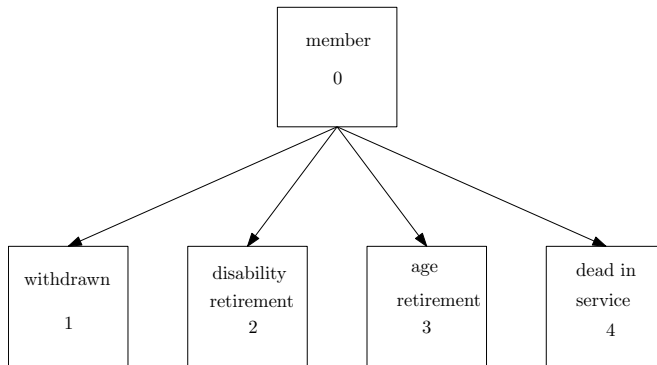 member
0
withdrawn
1
disability
retirement
2
age
retirement
3
dead in
service
4